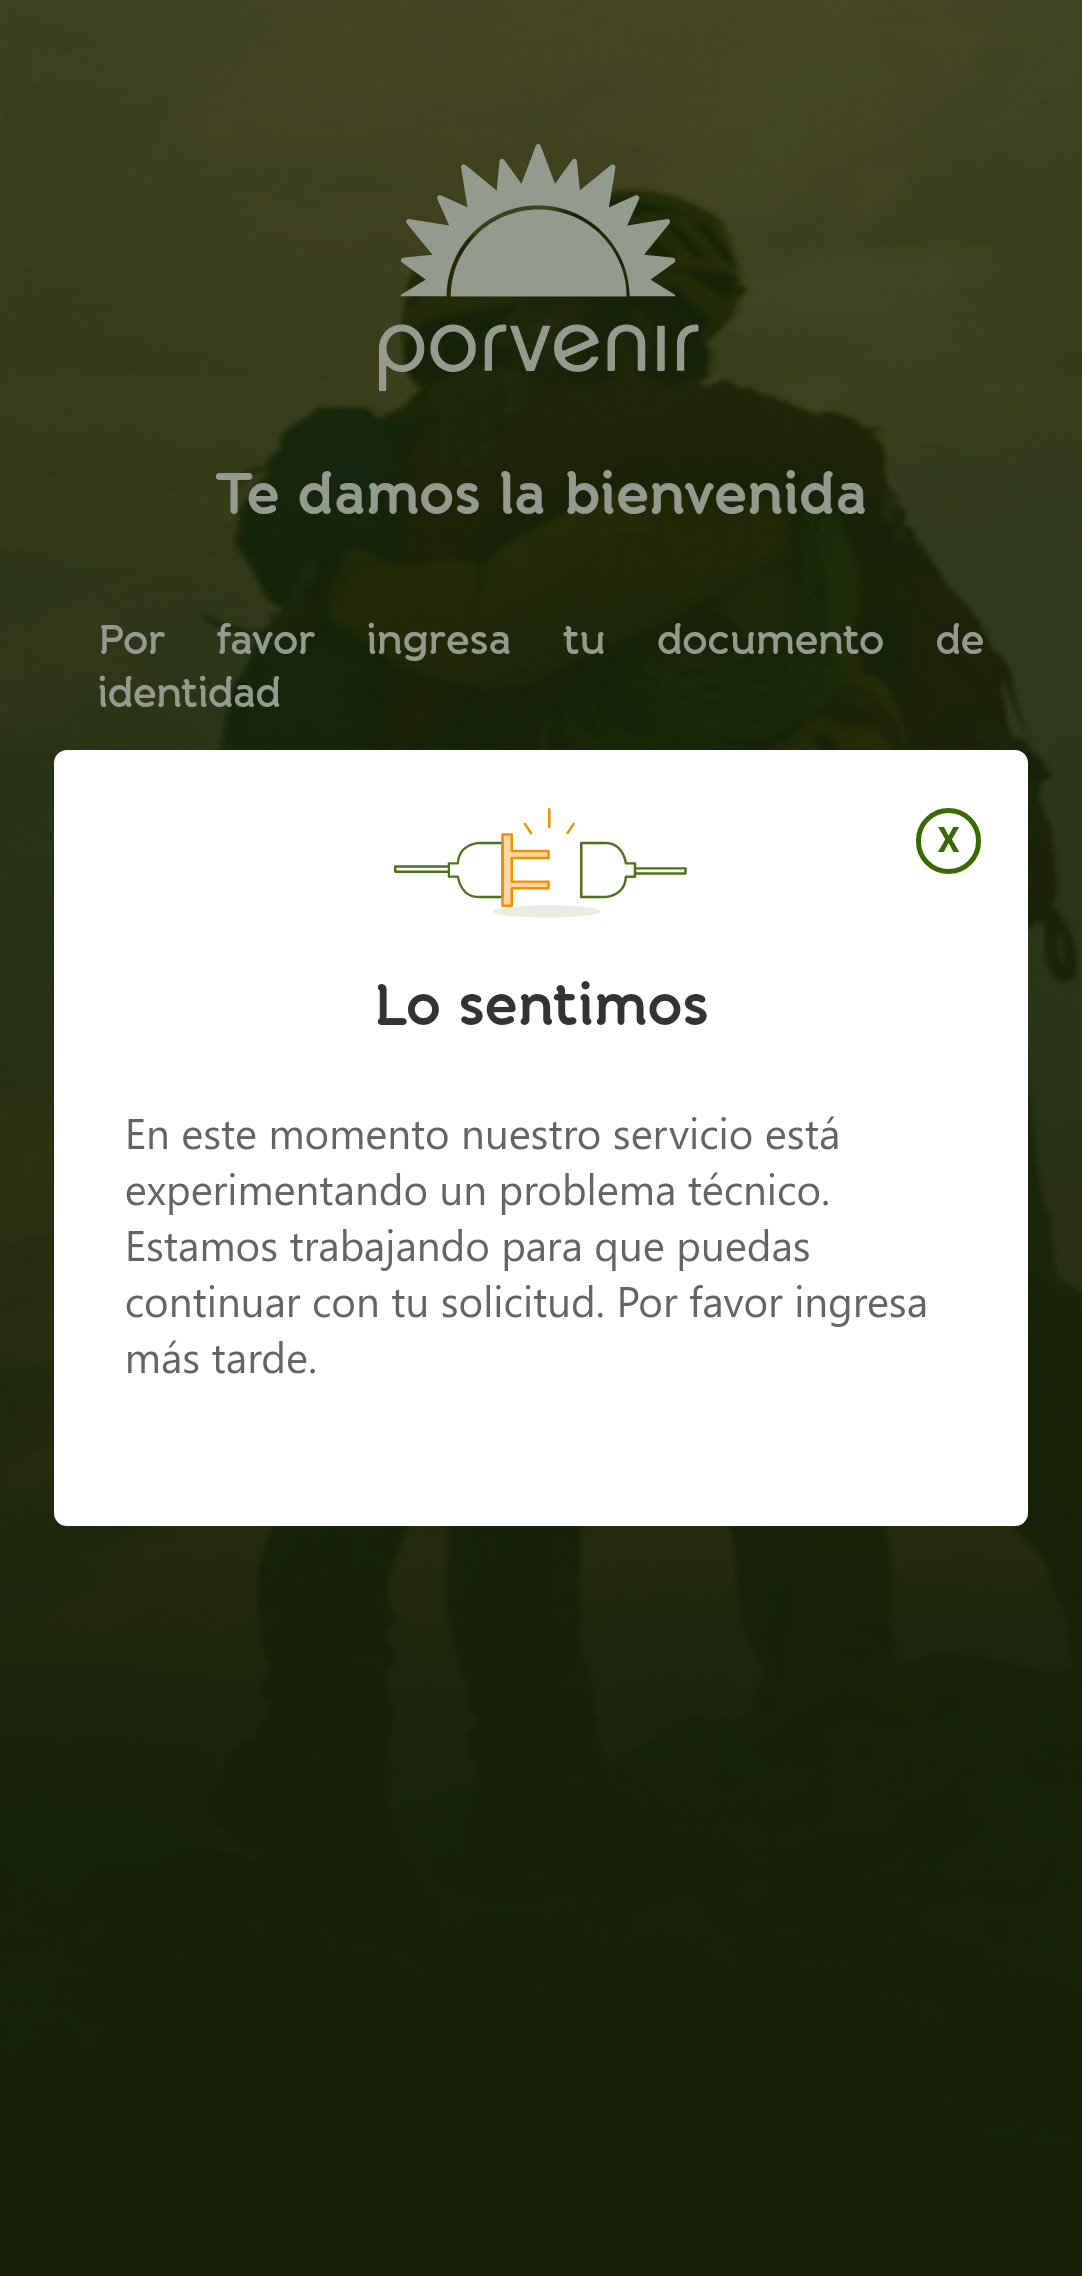 porvenir
Te damos la bienvenida
Por favor ingresa tu documento de
identidad
X
Lo sentimos
En este momento nuestro servicio está
experimentando un problema técnico.
Estamos trabajando para que puedas
continuar con tu solicitud. Por favor ingresa
más tarde.